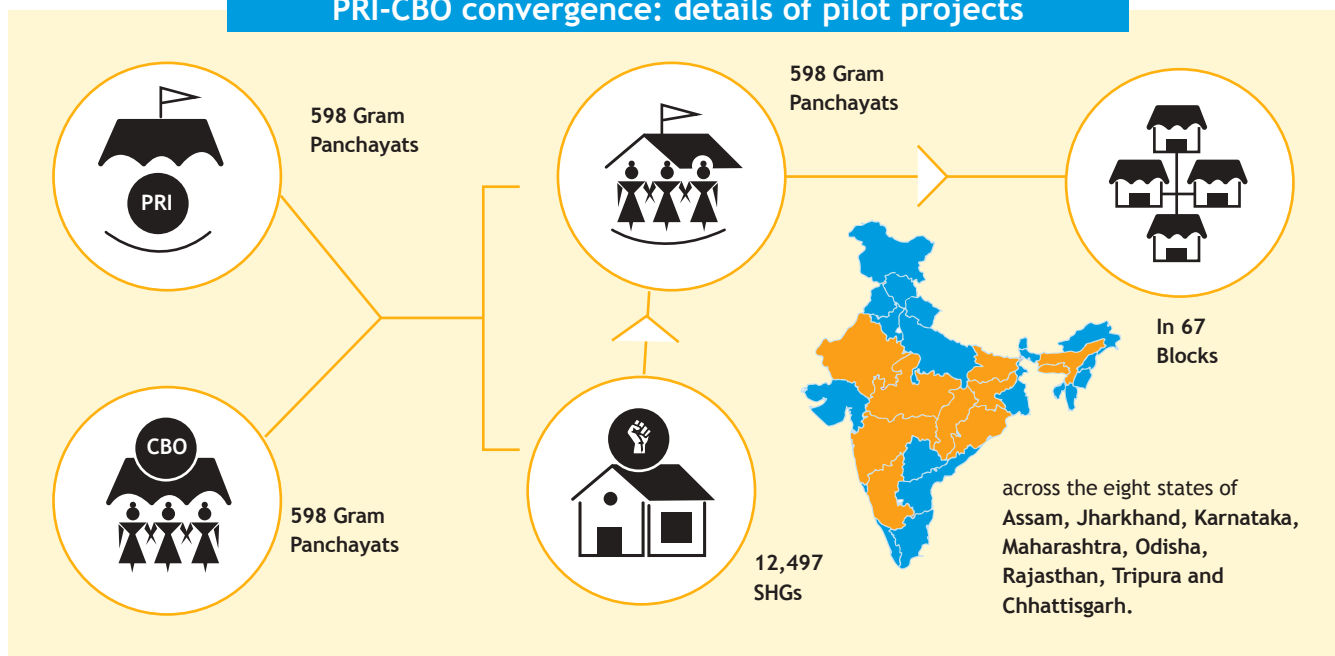 PRI-CBO convergence: details of pilot projects
598 Gram
Panchayats
PRI
598 Gram
Panchayats
In 67
Blocks
CBO
598 Gram
Panchayats
12,497
SHGs
across the eight states of
Assam, Jharkhand, Karnataka,
Maharashtra, Odisha,
Rajasthan, Tripura and
Chhattisgarh.